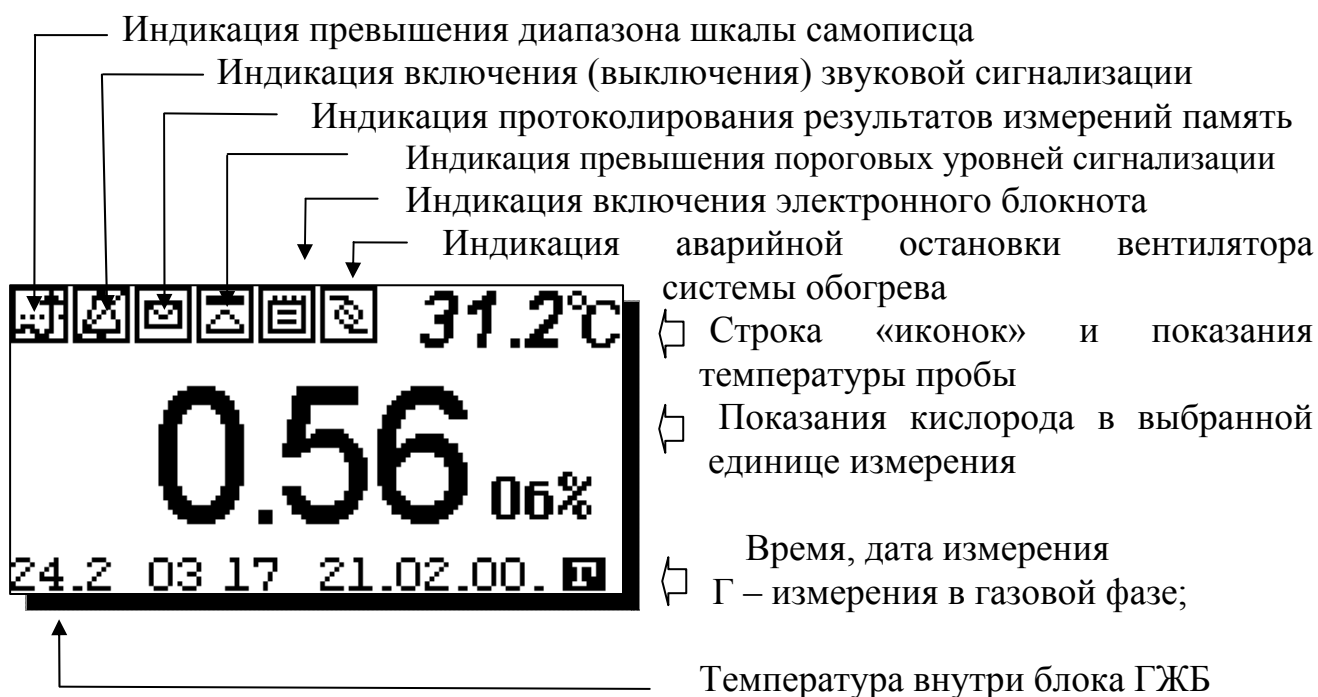 Индикация превышения диапазона шкалы самописца
Индикация включения (выключения) звуковой сигнализации
Индикация протоколирования результатов измерений память
Индикация превышения пороговых уровней сигнализации
Индикация включения электронного блокнота
Индикация аварийной остановки вентилятора
системы обогрева
31.2°C
Строка «иконок» и показания
температуры пробы
Показания кислорода в выбранной
единице измерения
0.56 Об%
Время, дата измерения
24.2 03 17 21.02.00. Г
Г – измерения в газовой фазе;
Температура внутри блока ГЖБ